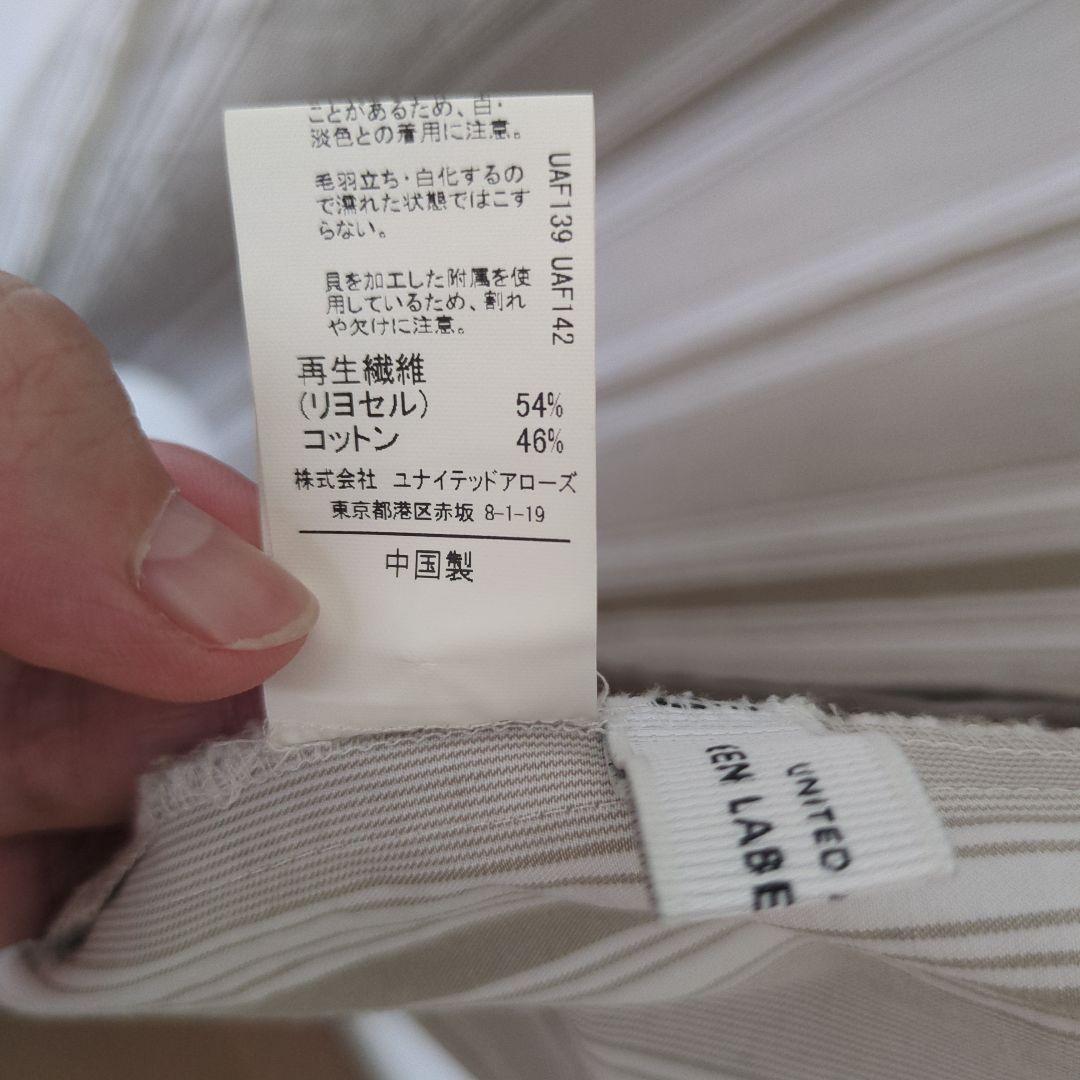 ことがあるため、白・
淡色との着用に注意。
毛羽立ち・白化するの
で濡れた状態ではこす
らない。
貝を加工した附属を使
用しているため、割れ
や欠けに注意。
UAF139 UAF142
再生繊維
(リヨセル) 54%
コットン 46%
株式会社 ユナイテッドアローズ
東京都港区赤坂 8-1-19
中国製
UNITED
EN LABE